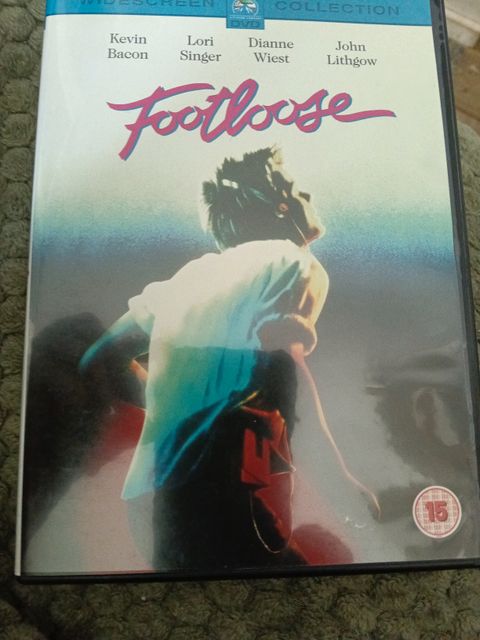 WIDESCREEN COLLECTION
DVD
Kevin Bacon
Lori Singer
Dianne Wiest
John Lithgow
Footloose
15